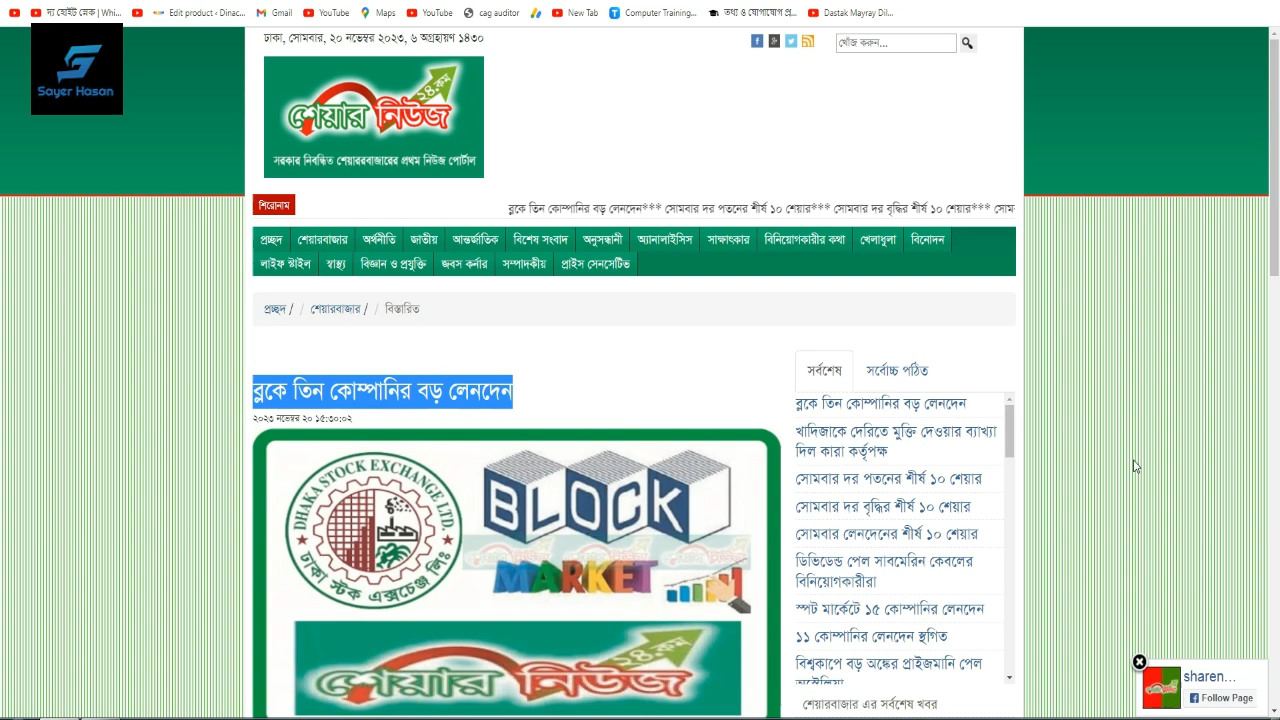 দ্য হোইট স্নেক | Whi...
Edit product ‹ Dinac...
Gmail
YouTube
Maps
YouTube
tag auditor
New Tab
Computer Training...
তথ্য ও যোগাযোগ প্র...
Dastak Mayray Dil...
Sayer Hasan
ঢাকা, সোমবার, ২০ নভেম্বর ২০২৩, ৬ অগ্রহায়ণ ১৪৩০
খোঁজ করুন...
শেয়ার নিউজ ২৪.কম
সরকার নিবন্ধিত শেয়ারবাজারের প্রথম নিউজ পোর্টাল
শিরোনাম
ব্লকে তিন কোম্পানির বড় লেনদেন*** সোমবার দর পতনের শীর্ষ ১০ শেয়ার*** সোমবার দর বৃদ্ধির শীর্ষ ১০ শেয়ার*** সোম
প্রচ্ছদ শেয়ারবাজার অর্থনীতি জাতীয় আন্তর্জাতিক বিশেষ সংবাদ অনুসন্ধানী অ্যানালাইসিস সাক্ষাৎকার বিনিয়োগকারীর কথা খেলাধুলা বিনোদন
লাইফ স্টাইল স্বাস্থ্য বিজ্ঞান ও প্রযুক্তি জবস কর্নার সম্পাদকীয় প্রাইস সেনসেটিভ
প্রচ্ছদ / / শেয়ারবাজার / / বিস্তারিত
ব্লকে তিন কোম্পানির বড় লেনদেন
২০২৩ নভেম্বর ২০ ১৫:৩০:০২
DHAKA STOCK EXCHANGE LTD.
ঢাকা স্টক এক্সচেঞ্জ লিঃ
BLOCK
MARKET
শেয়ার নিউজ ২৪.কম
সর্বশেষ
সর্বোচ্চ পঠিত
ব্লকে তিন কোম্পানির বড় লেনদেন
খাদিজাকে দেরিতে মুক্তি দেওয়ার ব্যাখ্যা
দিল কারা কর্তৃপক্ষ
সোমবার দর পতনের শীর্ষ ১০ শেয়ার
সোমবার দর বৃদ্ধির শীর্ষ ১০ শেয়ার
সোমবার লেনদেনের শীর্ষ ১০ শেয়ার
ডিভিডেন্ড পেল সাবমেরিন কেবলের
বিনিয়োগকারীরা
স্পট মার্কেটে ১৫ কোম্পানির লেনদেন
১১ কোম্পানির লেনদেন স্থগিত
বিশ্বকাপে বড় অঙ্কের প্রাইজমানি পেল
অস্ট্রেলিয়া
শেয়ারবাজার এর সর্বশেষ খবর
sharen...
Follow Page